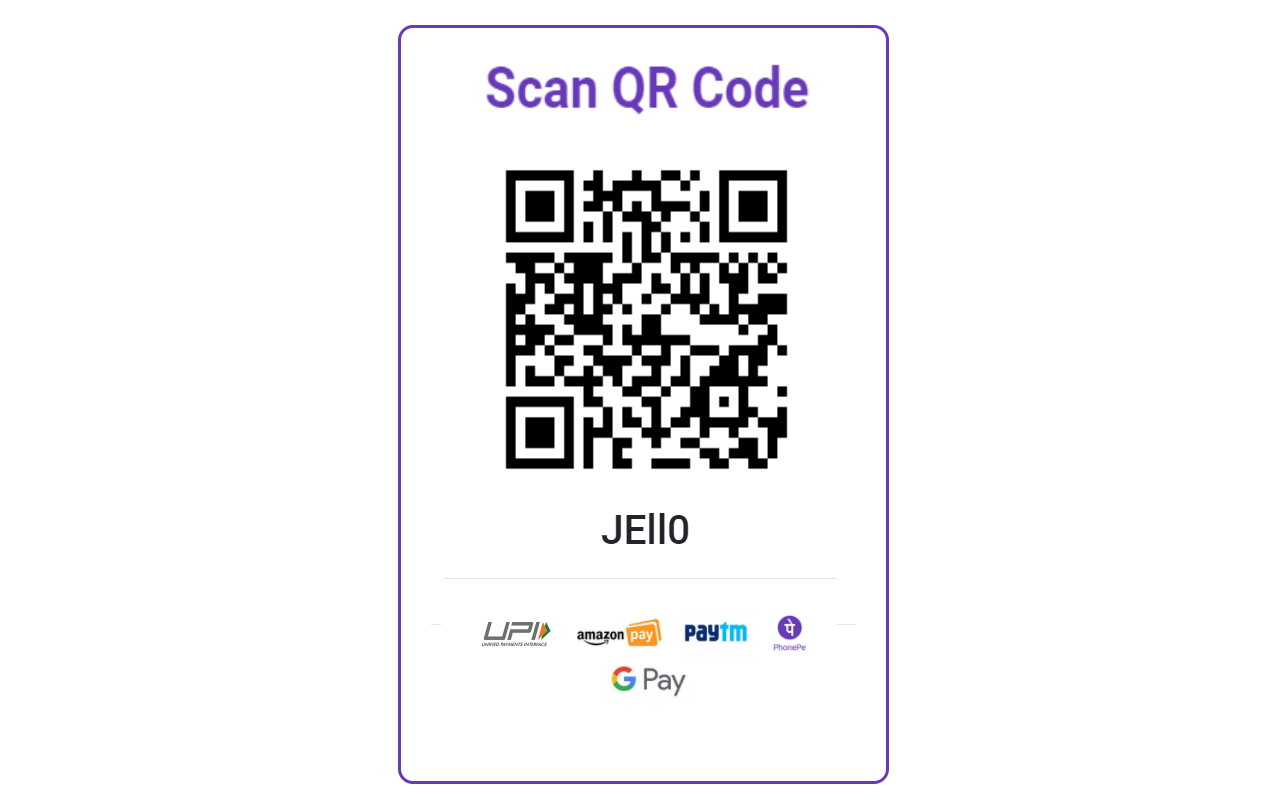 Scan QR Code
JEll0
UPI
UNIFIED PAYMENTS INTERFACE
amazon pay
paytm
पे
PhonePe
G Pay